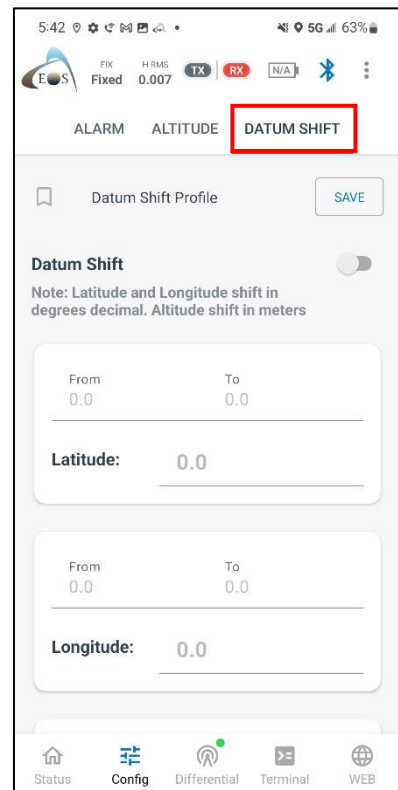 5:42 63%
5G
FIX H RMS
EOS Fixed 0.007 TX RX N/A
ALARM ALTITUDE DATUM SHIFT
Datum Shift Profile SAVE
Datum Shift
Note: Latitude and Longitude shift in
degrees decimal. Altitude shift in meters
From To
0.0 0.0
Latitude: 0.0
From To
0.0 0.0
Longitude: 0.0
Status Config Differential Terminal WEB